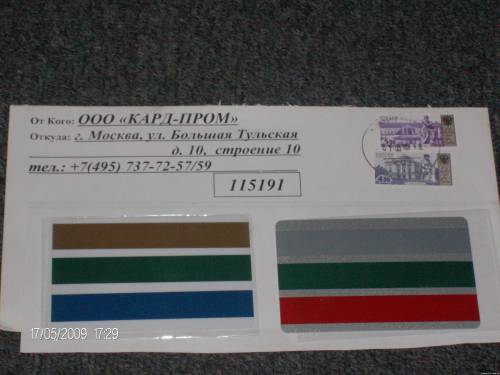 От Кого: ООО «КАРД-ПРОМ»
Откуда: г. Москва, ул. Большая Тульская
д. 10, строение 10
тел.: +7(495) 737-72-57/59
115191
17/05/2009 17:29